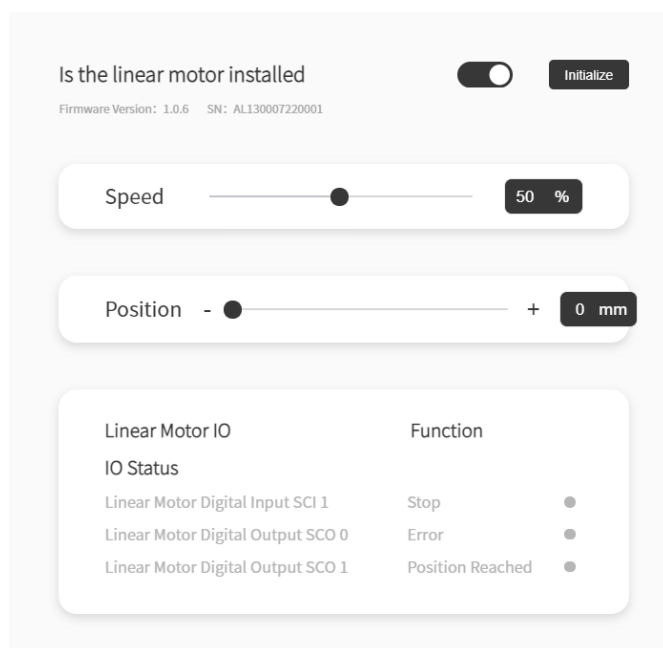 Is the linear motor installed Initialize
Firmware Version: 1.0.6 SN: AL130007220001
Speed 50 %
Position - + 0 mm
Linear Motor IO Function
IO Status
Linear Motor Digital Input SCI 1 Stop
Linear Motor Digital Output SCO 0 Error
Linear Motor Digital Output SCO 1 Position Reached